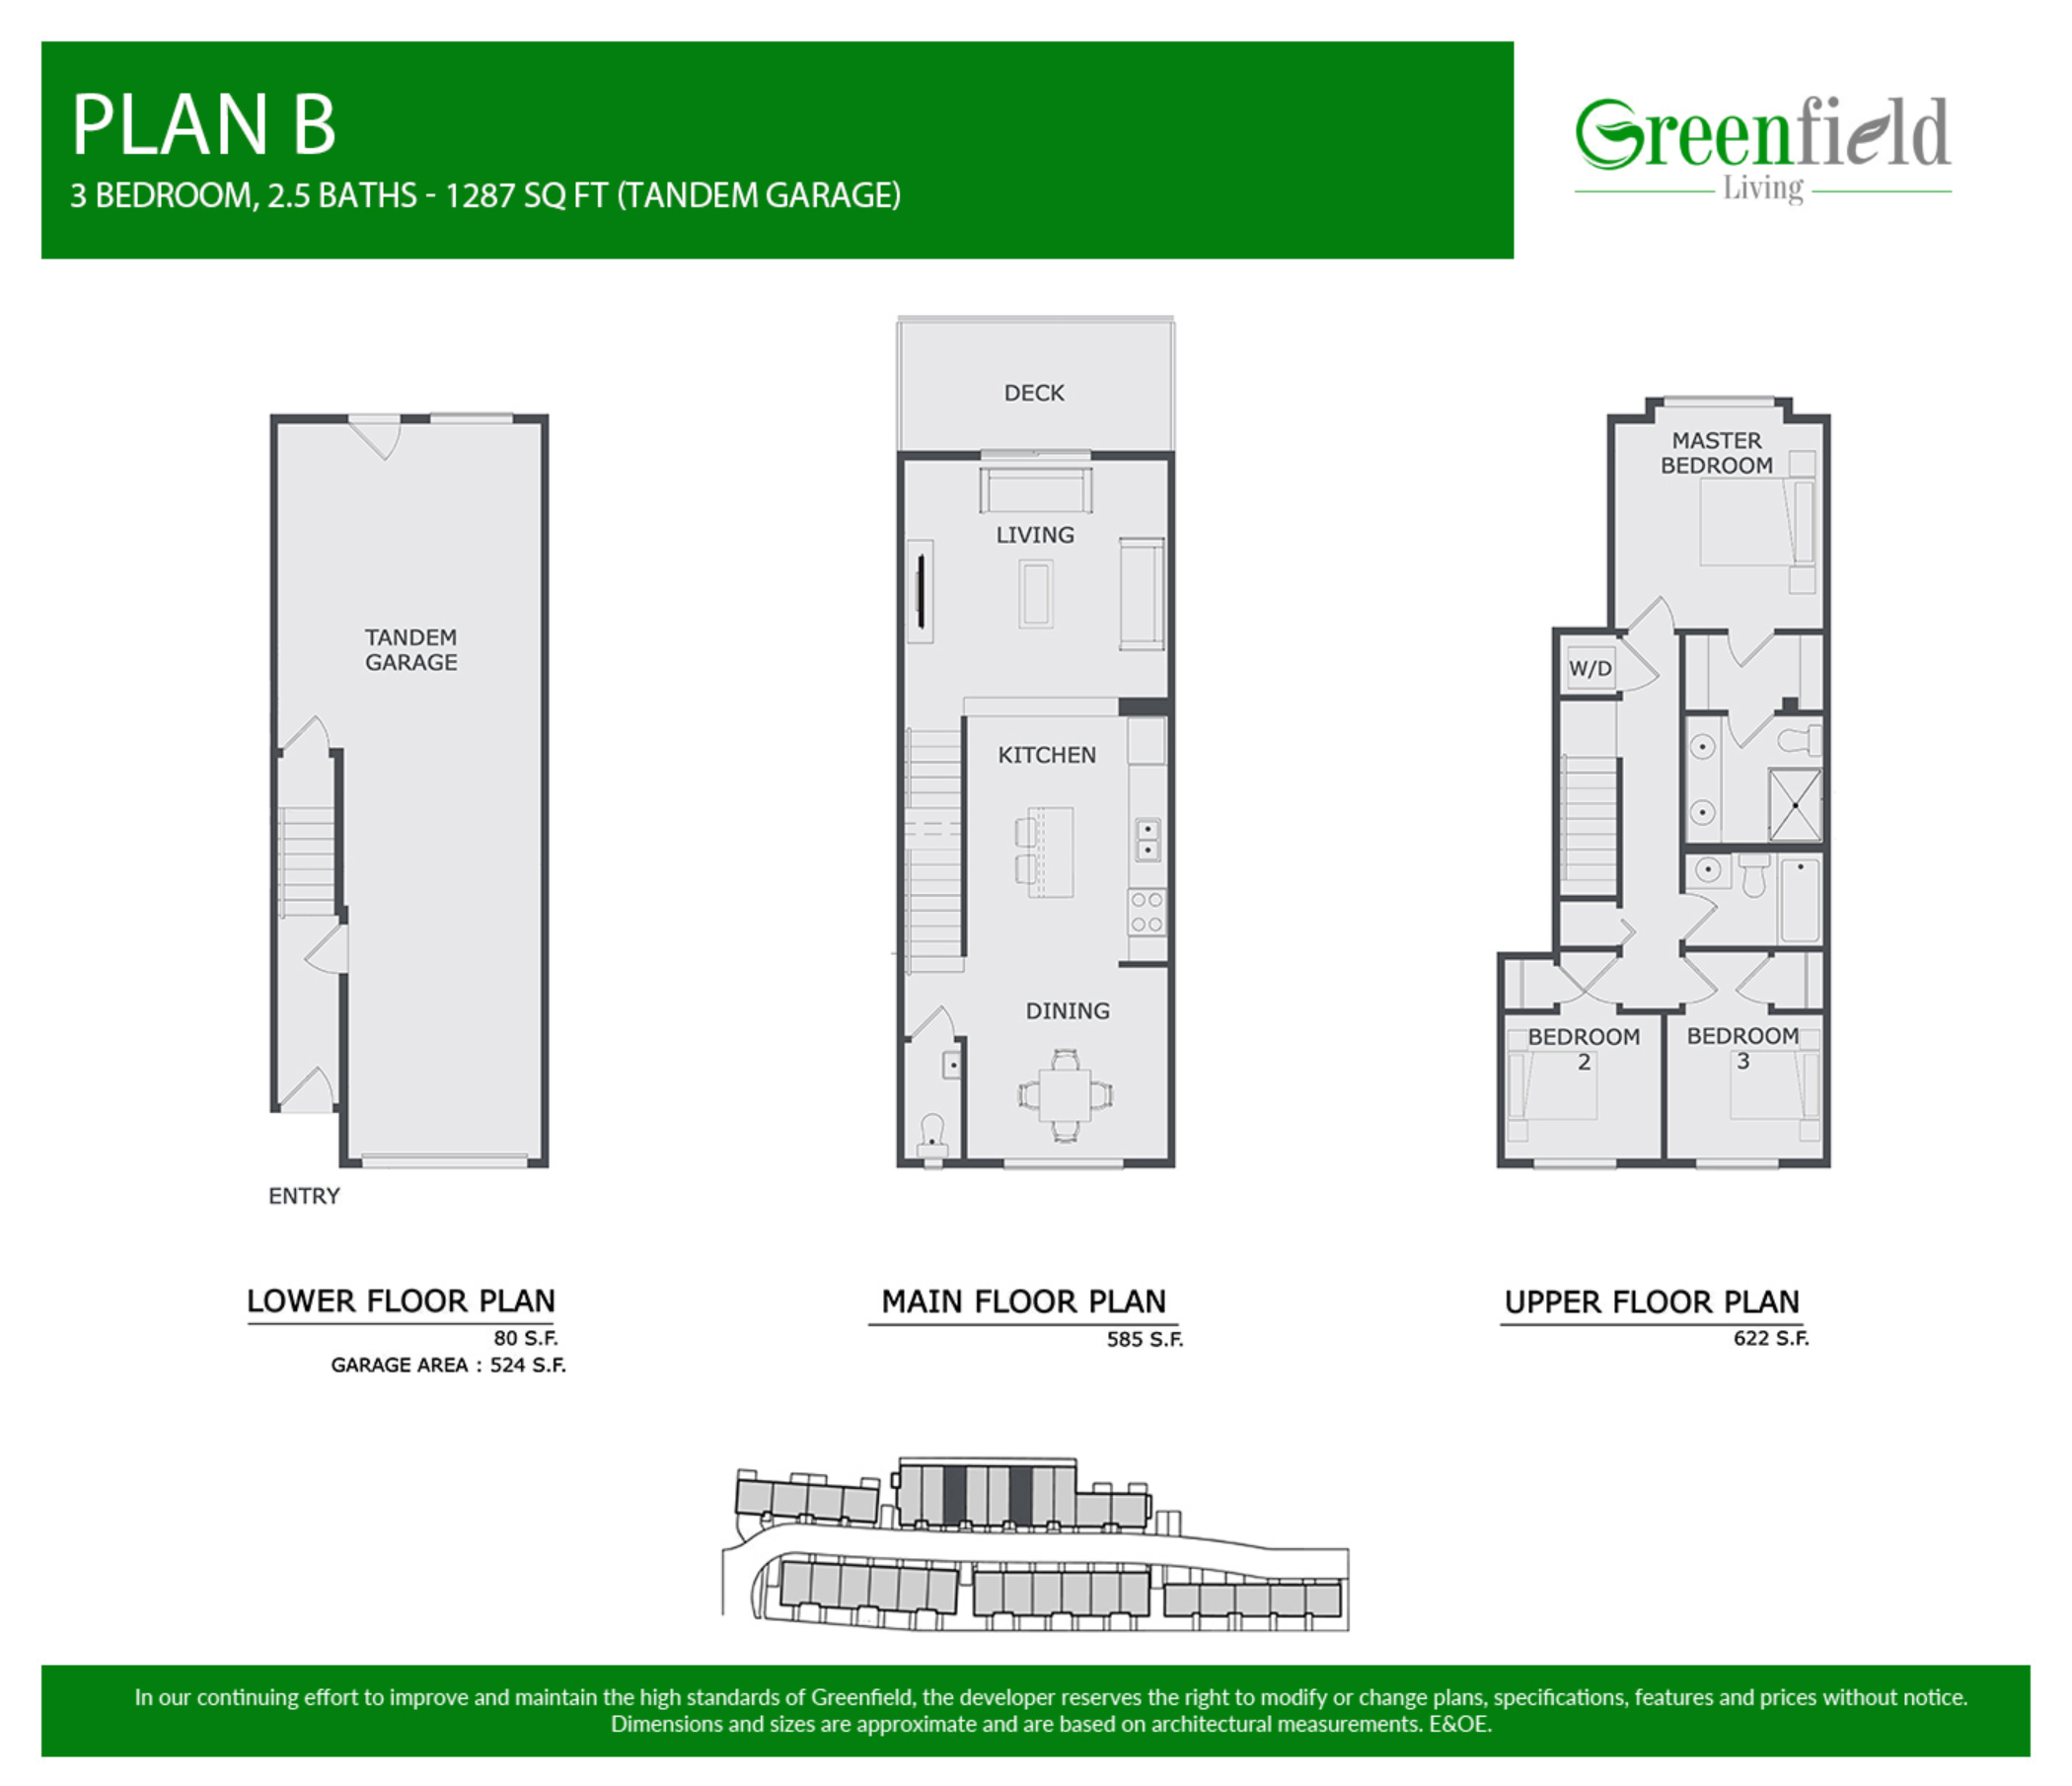 PLAN B
3 BEDROOM, 2.5 BATHS - 1287 SQ FT (TANDEM GARAGE)
Greenfield
Living
TANDEM
GARAGE
ENTRY
LOWER FLOOR PLAN
80 S.F.
GARAGE AREA : 524 S.F.
DECK
LIVING
KITCHEN
DINING
MAIN FLOOR PLAN
585 S.F.
MASTER
BEDROOM
W/D
BEDROOM
2
BEDROOM
3
UPPER FLOOR PLAN
622 S.F.
In our continuing effort to improve and maintain the high standards of Greenfield, the developer reserves the right to modify or change plans, specifications, features and prices without notice.
Dimensions and sizes are approximate and are based on architectural measurements. E&OE.